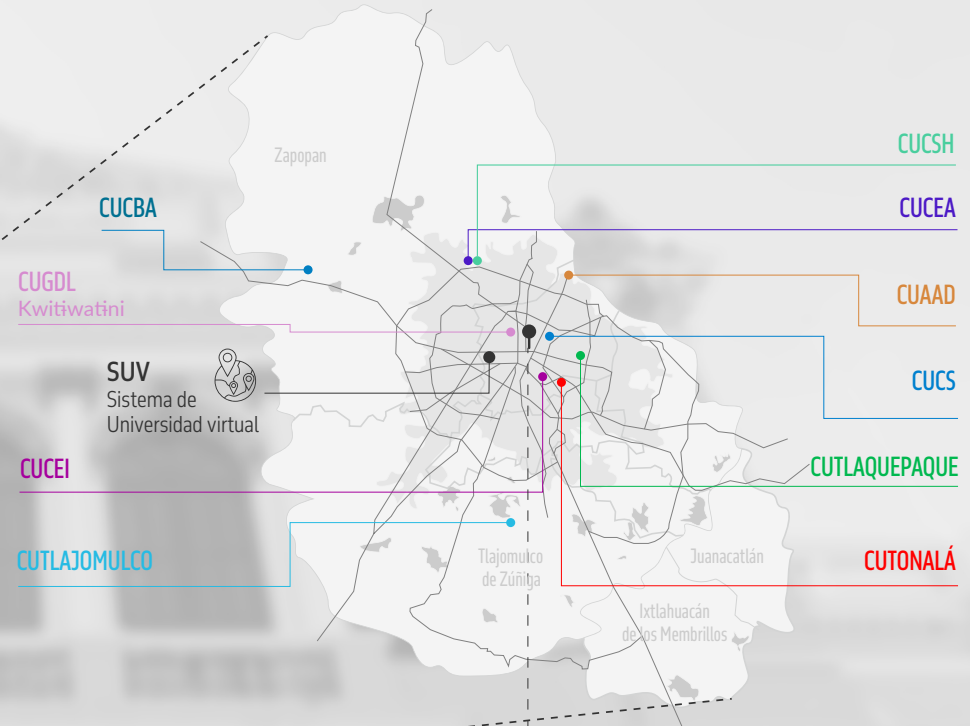 CUCSH
Zapopan
CUCBA
CUCEA
CUGDL
Kwitiwatini
CUAAD
SUV
Sistema de
Universidad virtual
CUCS
CUCEI
CUTLAQUEPAQUE
CUTLAJOMULCO
Tlajomulco
de Zúñiga
Juanacatlán
CUTONALÁ
Ixtlahuacán
de los Membrillos